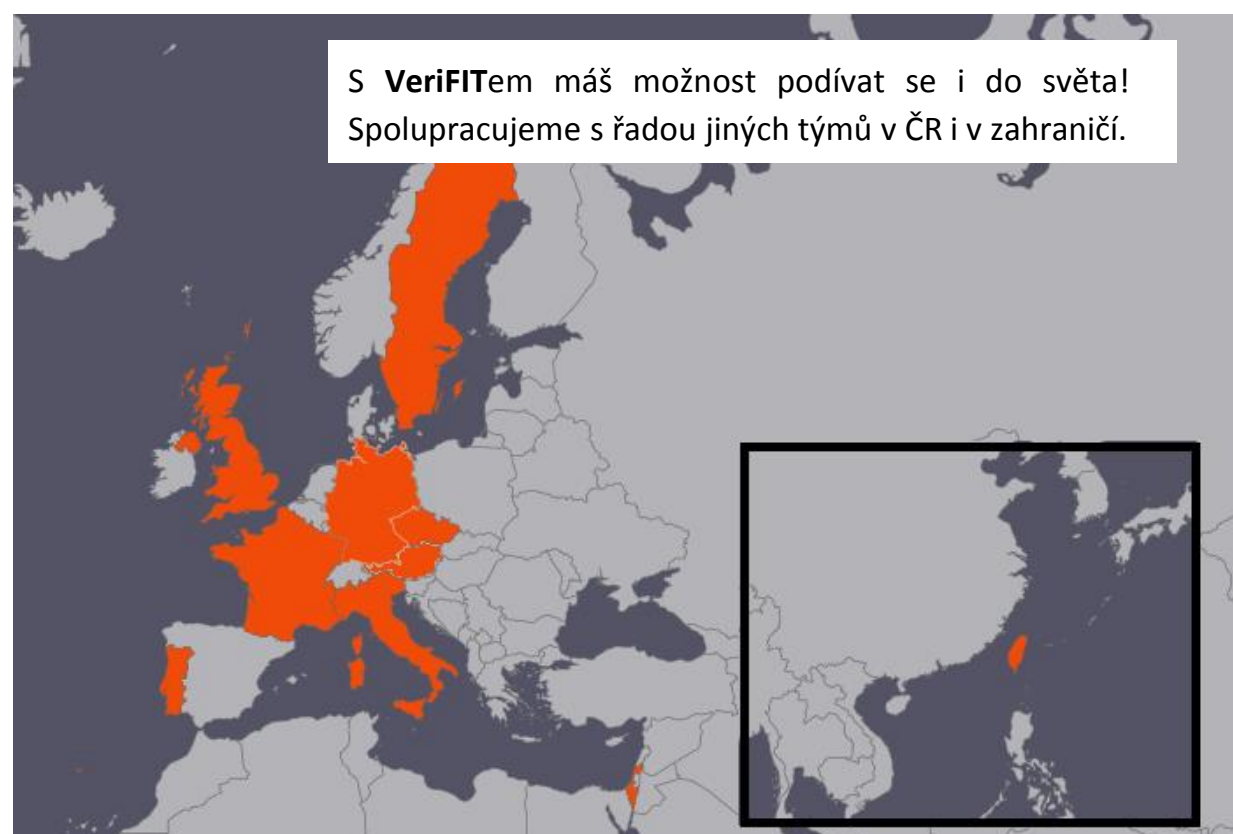 S VeriFITem máš možnost podívat se i do světa!
Spolupracujeme s řadou jiných týmů v ČR i v zahraničí.